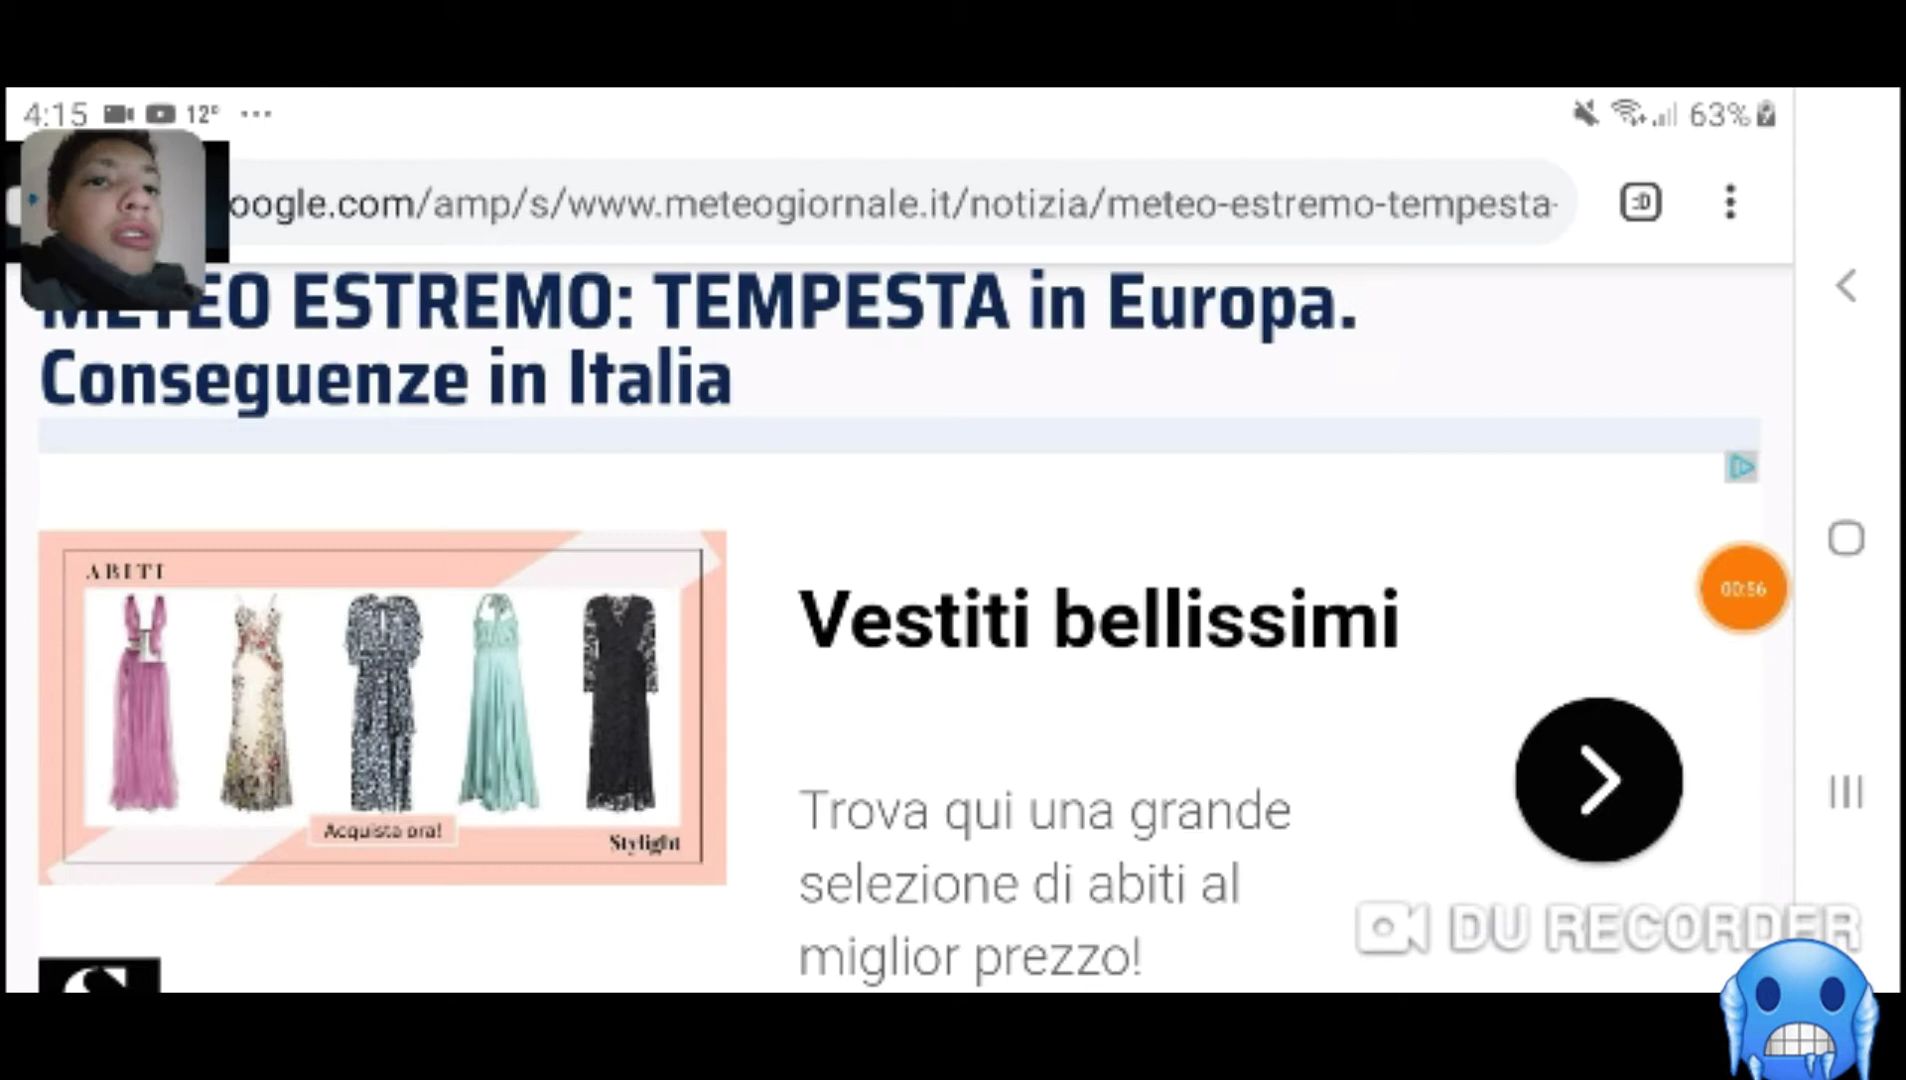 4:15 12° ...
63%
oogle.com/amp/s/www.meteogiornale.it/notizia/meteo-estremo-tempesta-
:D
METEO ESTREMO: TEMPESTA in Europa.
Conseguenze in Italia
ABITI
Acquista ora!
Stylight
Vestiti bellissimi
Trova qui una grande
selezione di abiti al
miglior prezzo!
00:56
DU RECORDER